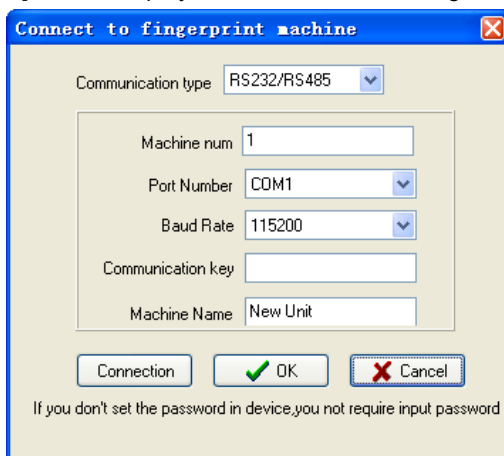 Connect to fingerprint machine
Communication type RS232/RS485
Machine num 1
Port Number COM1
Baud Rate 115200
Communication key
Machine Name New Unit
Connection OK Cancel
If you don't set the password in device,you not require input password